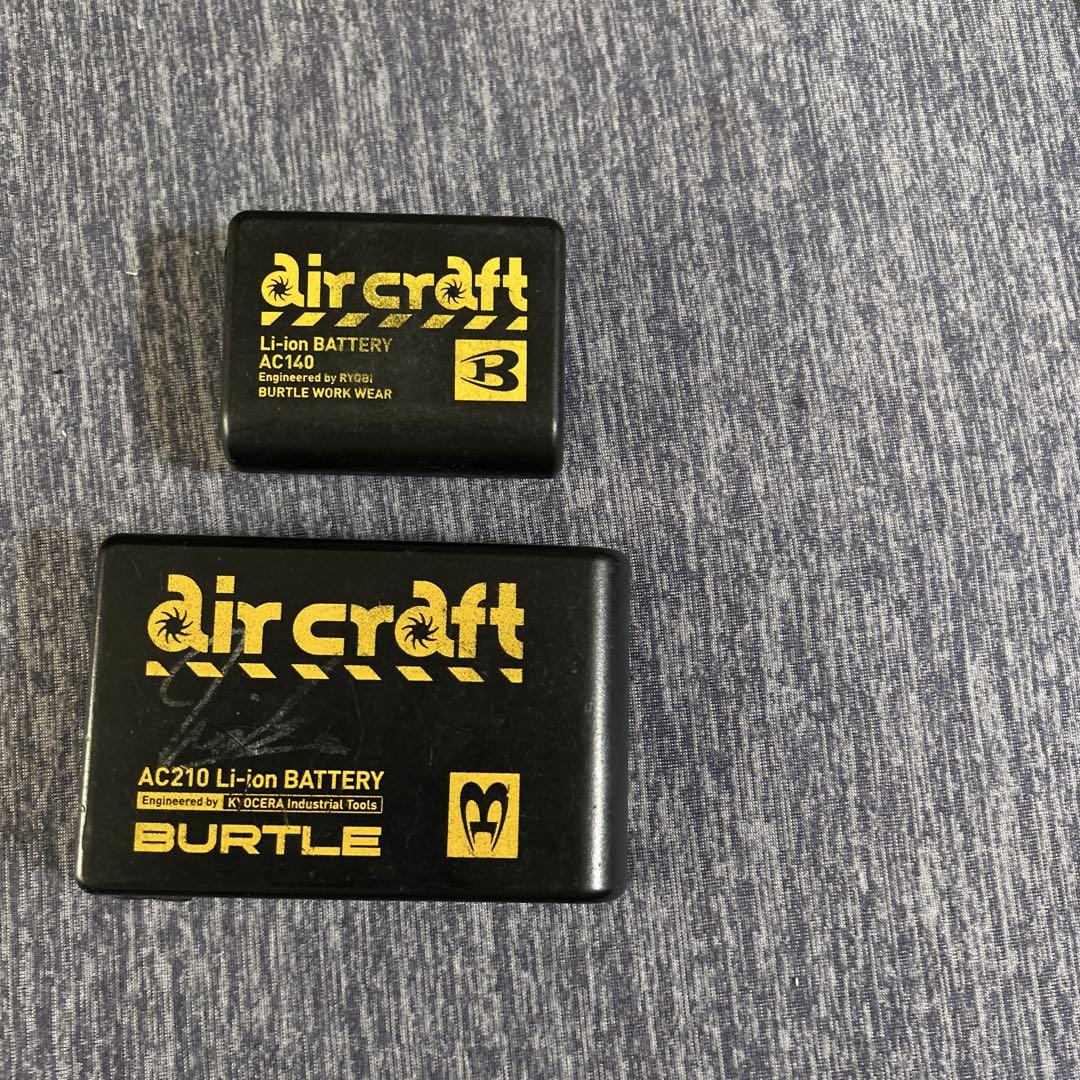 air craft
Li-ion BATTERY
AC140
Engineered by RYOBI
BURTLE WORK WEAR
B
air craft
AC210 Li-ion BATTERY
Engineered by KYOCERA Industrial Tools
BURTLE
B